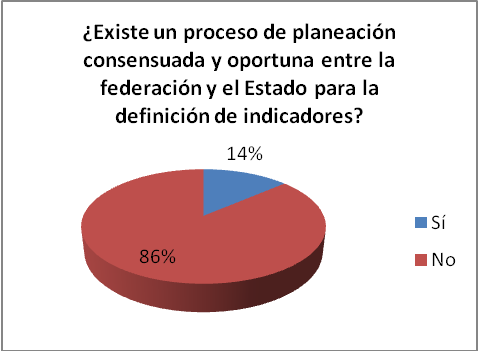 ¿Existe un proceso de planeación
consensuada y oportuna entre la
federación y el Estado para la
definición de indicadores?
14%
86%
Sí
No